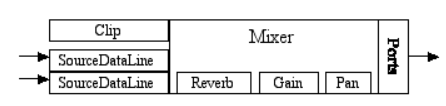 Clip
Mixer
SourceDataLine
SourceDataLine
Reverb
Gain
Pan
Ports